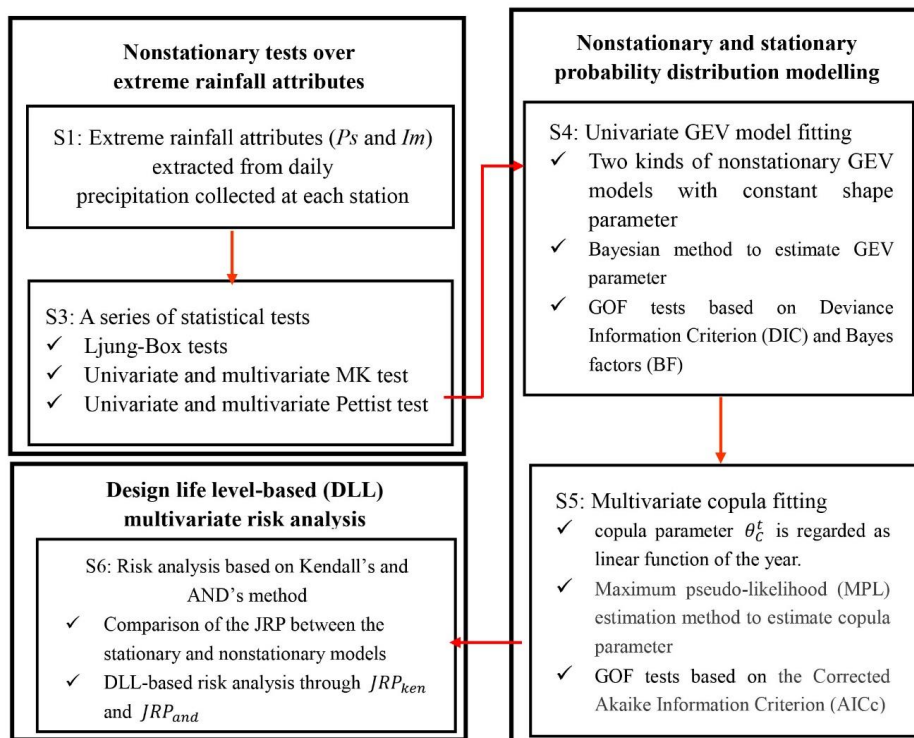 Nonstationary tests over
extreme rainfall attributes
S1: Extreme rainfall attributes (Ps and Im)
extracted from daily
precipitation collected at each station
S3: A series of statistical tests
✓ Ljung-Box tests
✓ Univariate and multivariate MK test
✓ Univariate and multivariate Pettist test
Nonstationary and stationary
probability distribution modelling
S4: Univariate GEV model fitting
✓ Two kinds of nonstationary GEV
models with constant shape
parameter
✓ Bayesian method to estimate GEV
parameter
✓ GOF tests based on Deviance
Information Criterion (DIC) and Bayes
factors (BF)
S5: Multivariate copula fitting
✓ copula parameter θ_C^t is regarded as
linear function of the year.
✓ Maximum pseudo-likelihood (MPL)
estimation method to estimate copula
parameter
✓ GOF tests based on the Corrected
Akaike Information Criterion (AICc)
Design life level-based (DLL)
multivariate risk analysis
S6: Risk analysis based on Kendall's and
AND's method
✓ Comparison of the JRP between the
stationary and nonstationary models
✓ DLL-based risk analysis through JRP_ken
and JRP_and